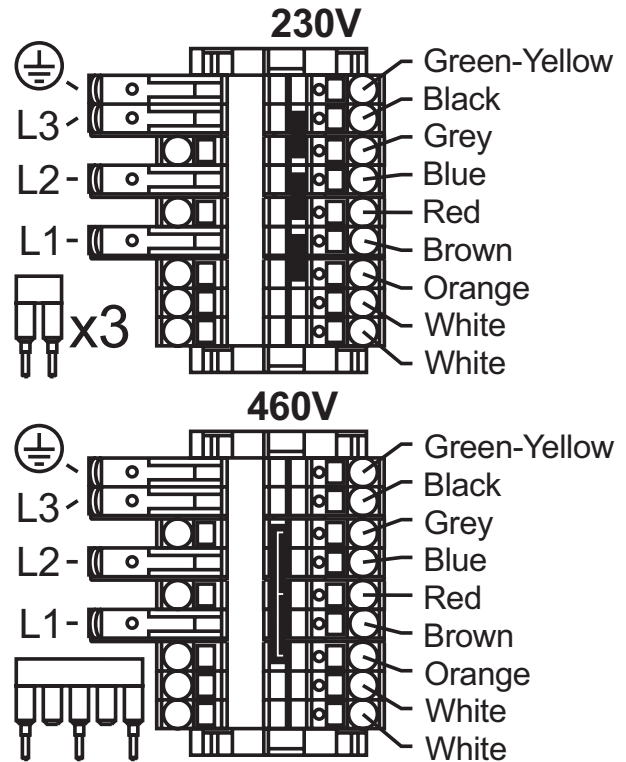 230V
Green-Yellow
L3 Black
Grey
L2 Blue
Red
L1 Brown
Orange
x3 White
White
460V
Green-Yellow
L3 Black
Grey
L2 Blue
Red
L1 Brown
Orange
White
White